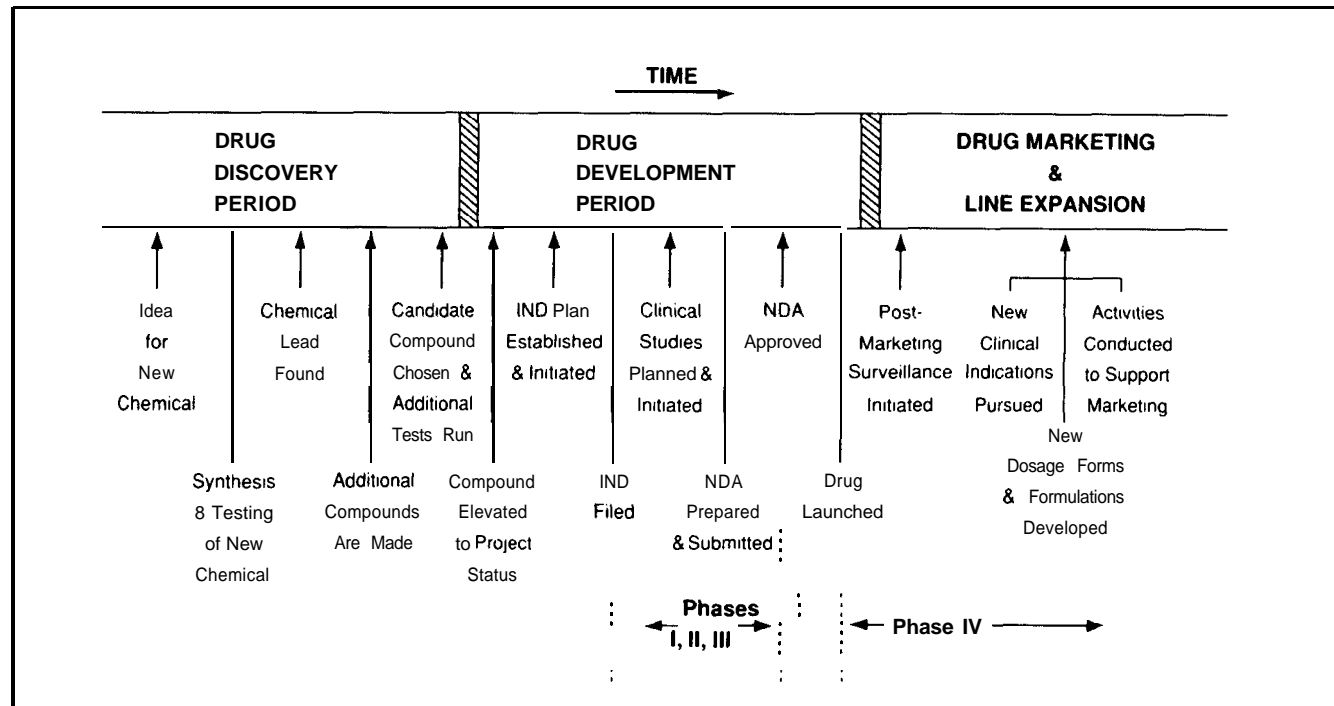 TIME
DRUG
DISCOVERY
PERIOD
DRUG
DEVELOPMENT
PERIOD
DRUG MARKETING
&
LINE EXPANSION
Idea
for
New
Chemical
Chemical
Lead
Found
Candidate
Compound
Chosen &
Additional
Tests Run
IND Plan
Established
& Initiated
Clinical
Studies
Planned &
Initiated
NDA
Approved
Post-
Marketing
Surveillance
Initiated
New
Clinical
Indications
Pursued
Activities
Conducted
to Support
Marketing
Synthesis
8 Testing
of New
Chemical
Additional
Compounds
Are Made
Compound
Elevated
to Project
Status
IND
Filed
NDA
Prepared
& Submitted
Drug
Launched
New
Dosage Forms
& Formulations
Developed
Phases
I, II, III
Phase IV